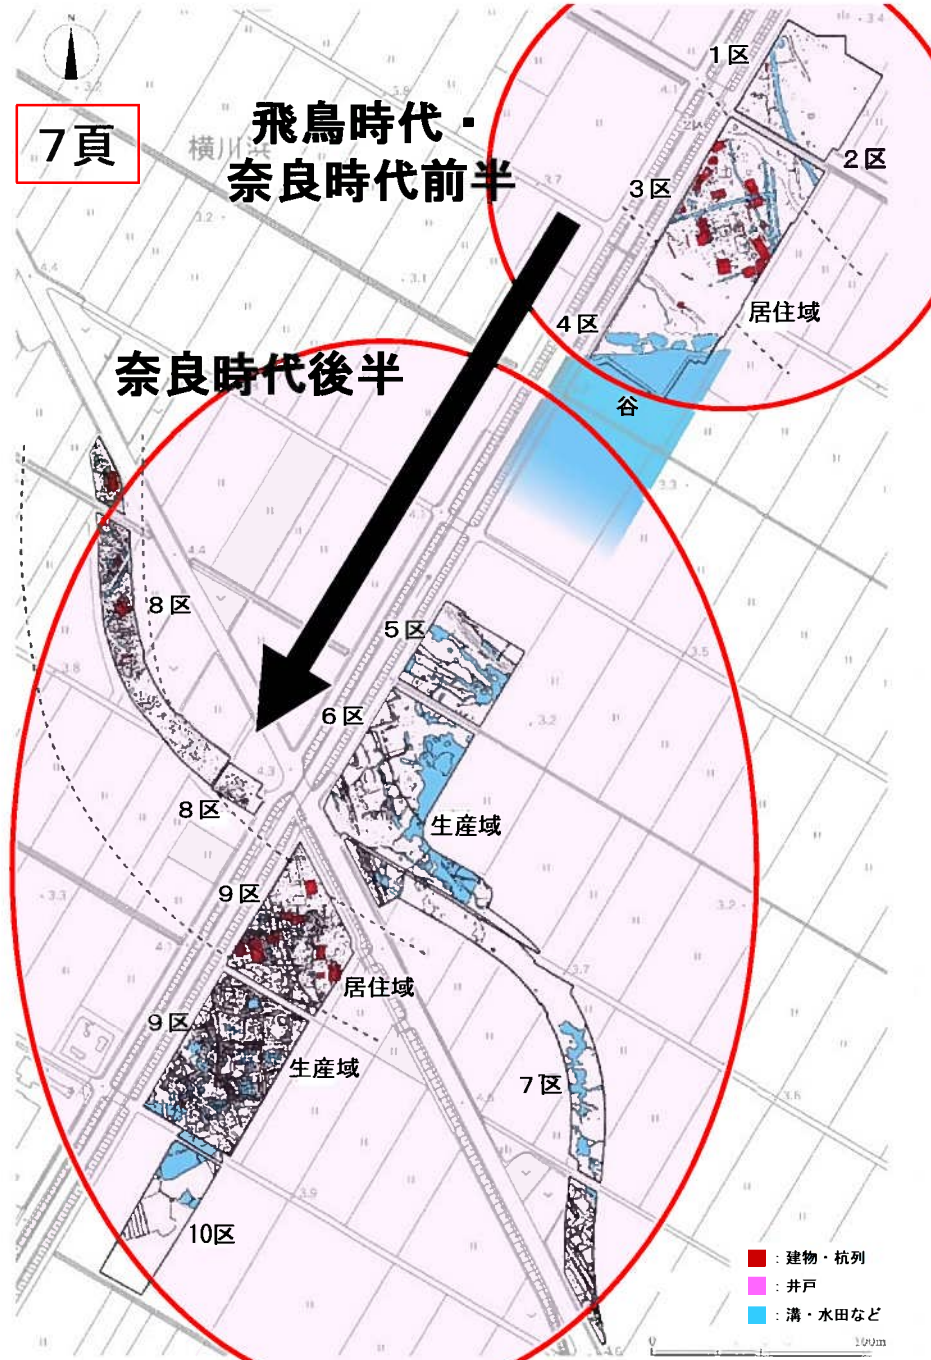 N
7頁
飛鳥時代・
奈良時代前半
横川浜
1区
2区
3区
居住域
4区
谷
奈良時代後半
8区
5区
6区
8区
生産域
9区
居住域
9区
生産域
7区
10区
:建物・杭列
:井戸
:溝・水田など
0 100m